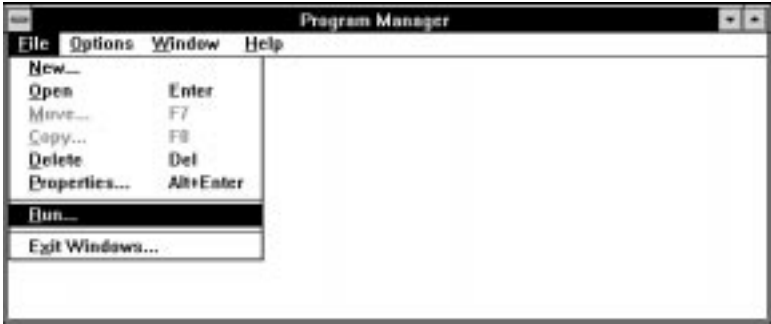 Program Manager
File Options Window Help
New...
Open Enter
Move... F7
Copy... F8
Delete Del
Properties... Alt+Enter
Run...
Exit Windows...